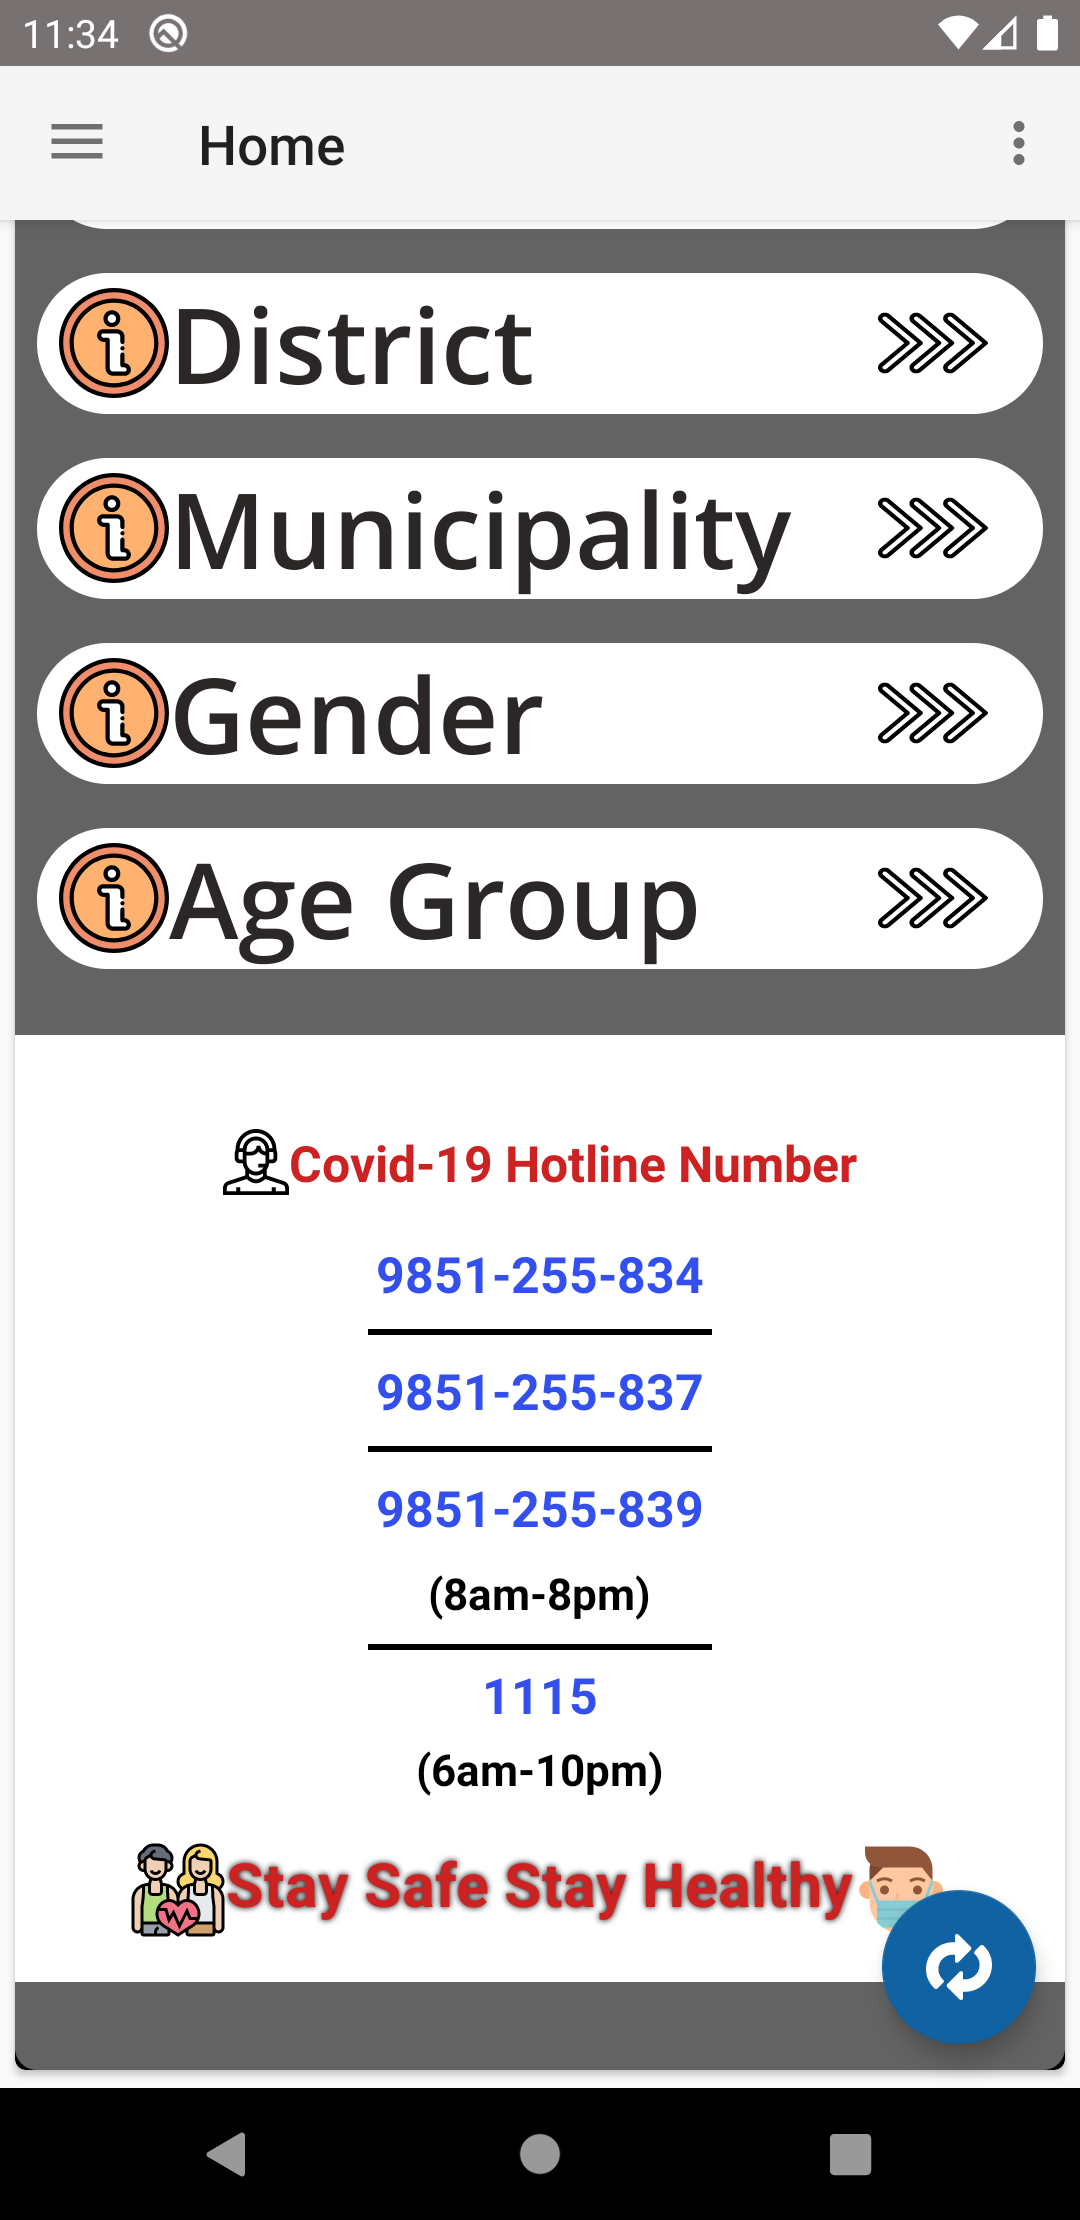 11:34
Home
District
Municipality
Gender
Age Group
Covid-19 Hotline Number
9851-255-834
9851-255-837
9851-255-839
(8am-8pm)
1115
(6am-10pm)
Stay Safe Stay Healthy